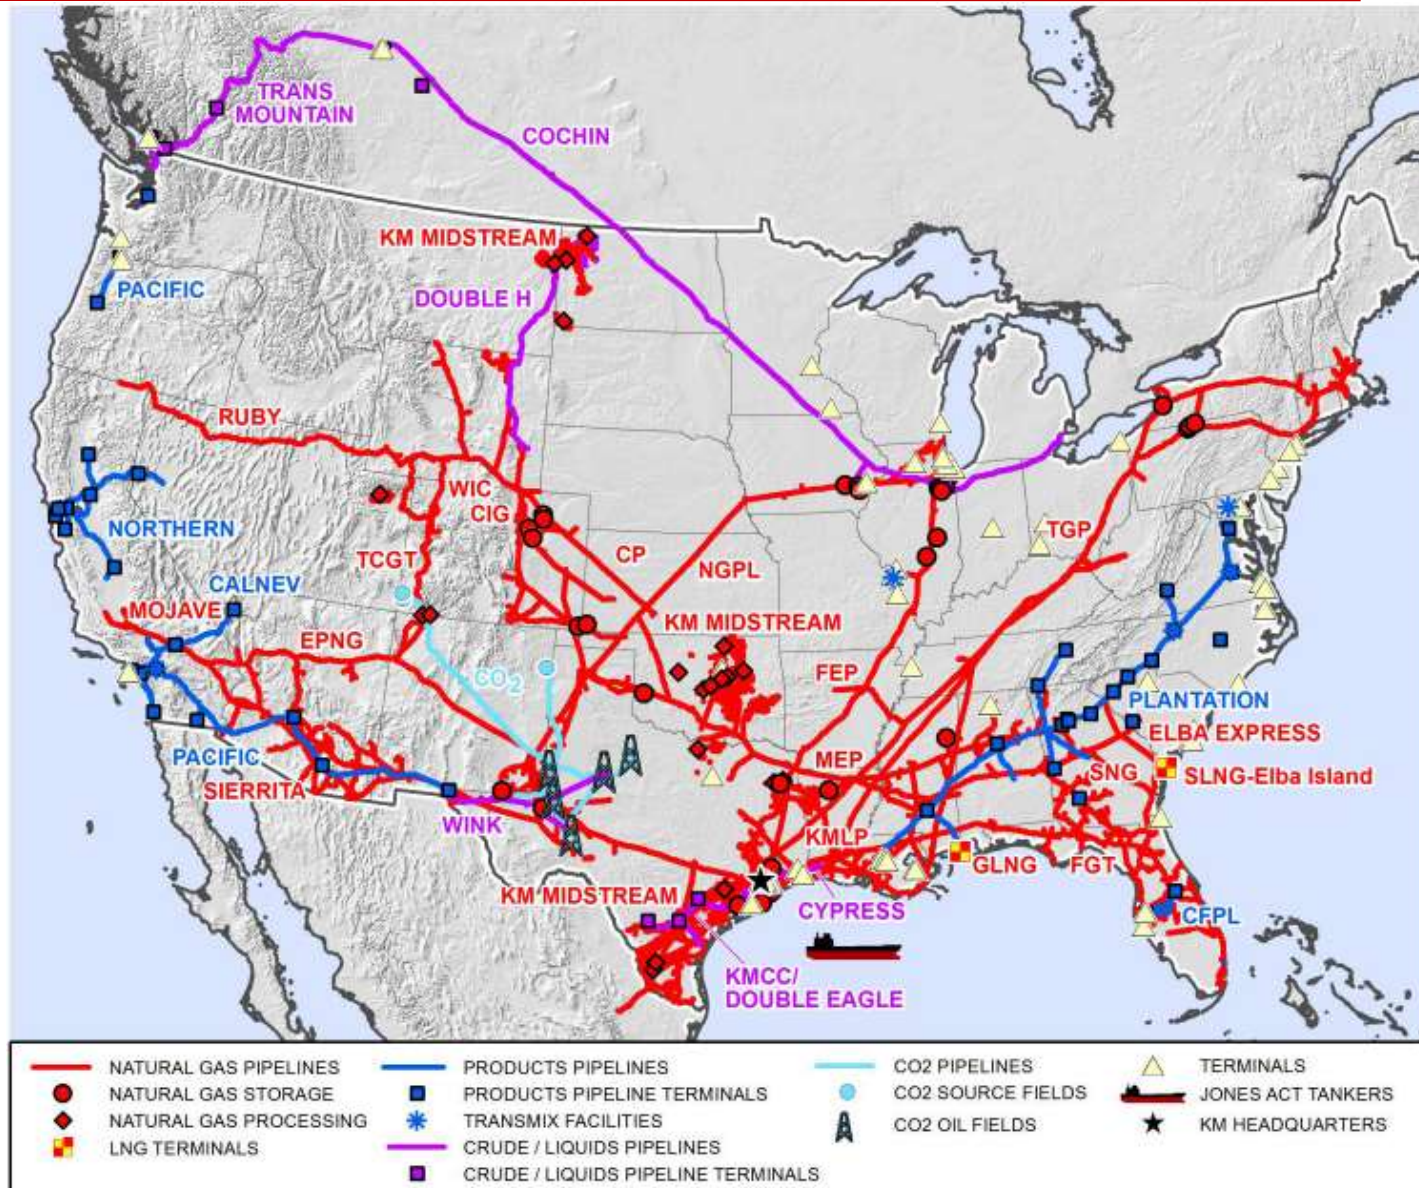 TRANS
MOUNTAIN
COCHIN
KM MIDSTREAM
PACIFIC
DOUBLE H
RUBY
WIC
CIG
NORTHERN
TCGT
CP
NGPL
TGP
CALNEV
MOJAVE
EPNG
KM MIDSTREAM
CO2
FEP
PLANTATION
PACIFIC
MEP
ELBA EXPRESS
SIERRITA
SNG
SLNG-Elba Island
WINK
KMLP
GLNG
FGT
KM MIDSTREAM
CYPRESS
CFPL
KMCC/
DOUBLE EAGLE
NATURAL GAS PIPELINES
NATURAL GAS STORAGE
NATURAL GAS PROCESSING
LNG TERMINALS
PRODUCTS PIPELINES
PRODUCTS PIPELINE TERMINALS
TRANSMIX FACILITIES
CRUDE / LIQUIDS PIPELINES
CRUDE / LIQUIDS PIPELINE TERMINALS
CO2 PIPELINES
CO2 SOURCE FIELDS
CO2 OIL FIELDS
TERMINALS
JONES ACT TANKERS
KM HEADQUARTERS